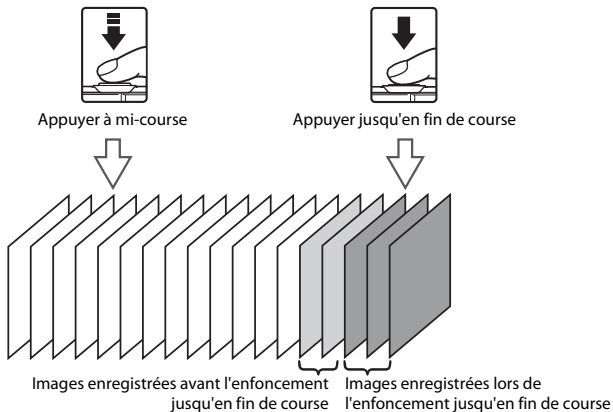 Appuyer à mi-course
Appuyer jusqu'en fin de course
Images enregistrées avant l'enfoncement
jusqu'en fin de course
Images enregistrées lors de
l'enfoncement jusqu'en fin de course